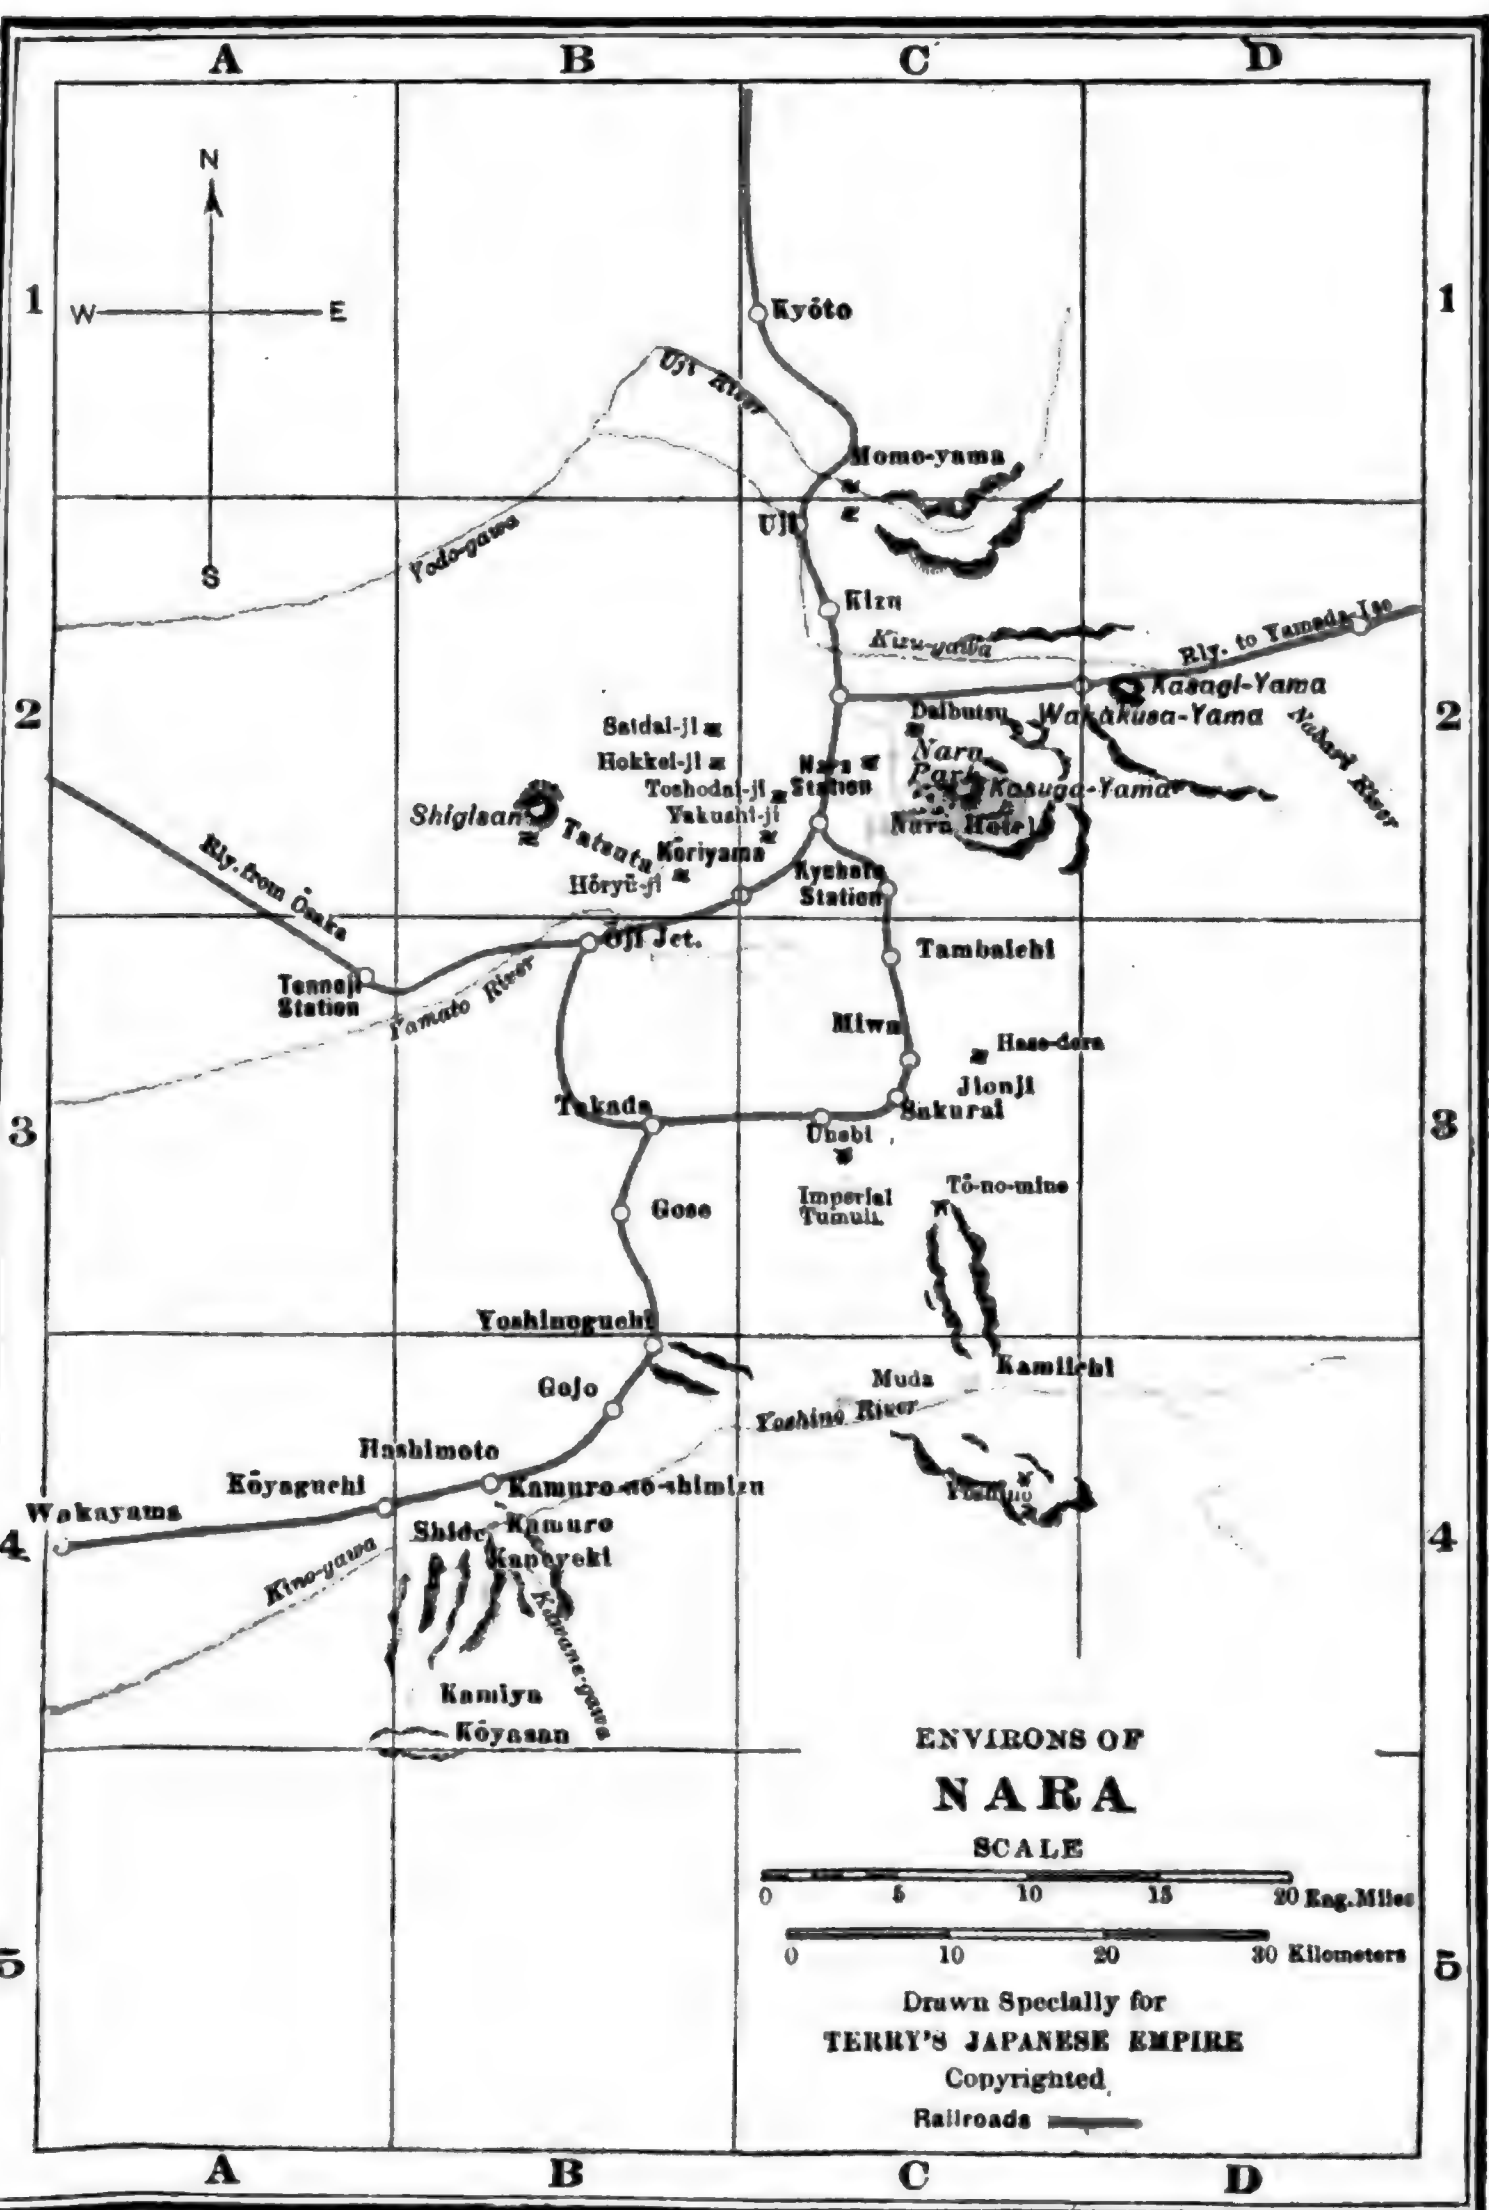 A B C D
N
W E
S
1 1
Kyōto
Uji River
Momo-yama
Uji
Yodo-gawa
Kizu
Kizu-gawa
Rly. to Yamada-Ise
Kasagi-Yama
2 2
Saidai-ji
Daibutsu
Wakakusa-Yama
Nabari River
Hokkei-ji
Nara
Station
Nara
Park
Toshodai-ji
Kasuga-Yama
Shigisan
Yakushi-ji
Nara Hotel
Tatsuta
Kōriyama
Rly. from Ōsaka
Hōryū-ji
Kyobate
Station
Ōji Jct.
Tambaichi
Tennoji
Station
Yamato River
Miwa
Hase-dera
Jionji
Takada
Sakurai
3 3
Unebi
Imperial
Tumuli.
Tō-no-mine
Gose
Yoshinoguchi
Kamiichi
Muda
Gojo
Yoshino River
Hashimoto
Kōyaguchi
Kamuro-no-shimizu
Yoshino
Wakayama
4 4
Shide
Kamuro
Kaneyeki
Kino-gawa
Kamiya
Kōyasan
ENVIRONS OF
NARA
SCALE
0 5 10 15 20 Eng. Miles
0 10 20 30 Kilometers
5 5
Drawn Specially for
TERRY'S JAPANESE EMPIRE
Copyrighted
Railroads
A B C D